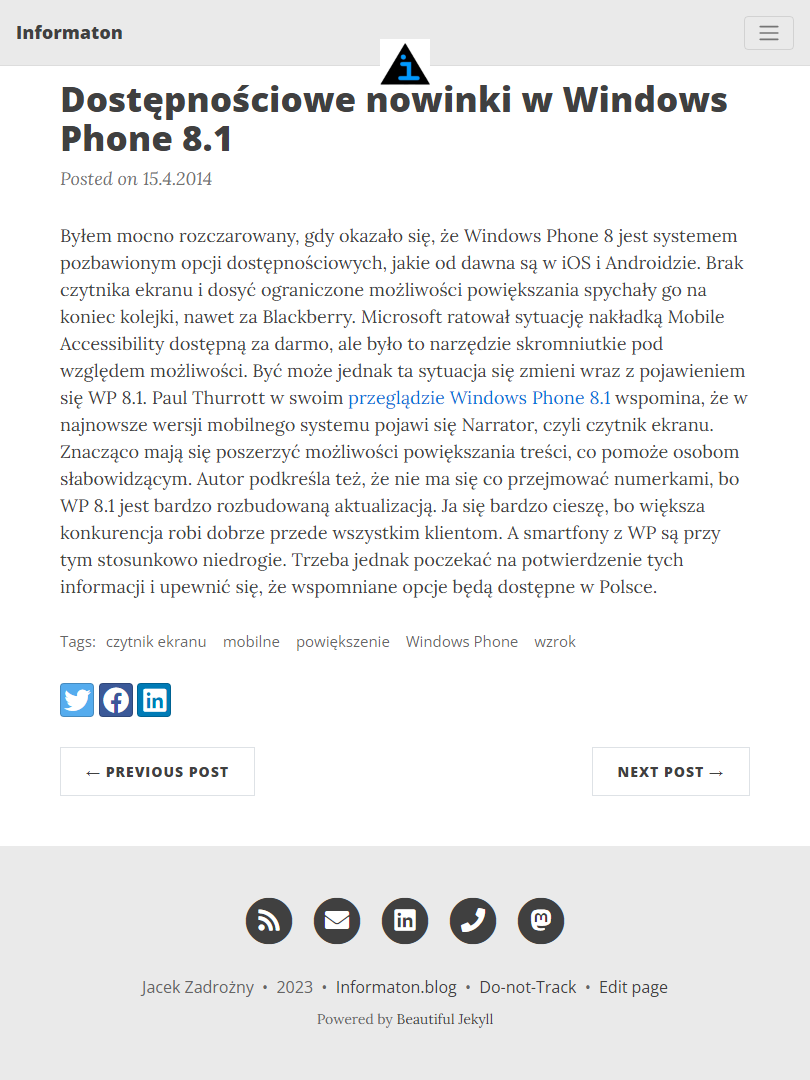 Informaton
i
Dostępnościowe nowinki w Windows
Phone 8.1
Posted on 15.4.2014
Byłem mocno rozczarowany, gdy okazało się, że Windows Phone 8 jest systemem
pozbawionym opcji dostępnościowych, jakie od dawna są w iOS i Androidzie. Brak
czytnika ekranu i dosyć ograniczone możliwości powiększania spychały go na
koniec kolejki, nawet za Blackberry. Microsoft ratował sytuację nakładką Mobile
Accessibility dostępną za darmo, ale było to narzędzie skromniutkie pod
względem możliwości. Być może jednak ta sytuacja się zmieni wraz z pojawieniem
się WP 8.1. Paul Thurrott w swoim przeglądzie Windows Phone 8.1 wspomina, że w
najnowsze wersji mobilnego systemu pojawi się Narrator, czyli czytnik ekranu.
Znacząco mają się poszerzyć możliwości powiększania treści, co pomoże osobom
słabowidzącym. Autor podkreśla też, że nie ma się co przejmować numerkami, bo
WP 8.1 jest bardzo rozbudowaną aktualizacją. Ja się bardzo cieszę, bo większa
konkurencja robi dobrze przede wszystkim klientom. A smartfony z WP są przy
tym stosunkowo niedrogie. Trzeba jednak poczekać na potwierdzenie tych
informacji i upewnić się, że wspomniane opcje będą dostępne w Polsce.
Tags: czytnik ekranu mobilne powiększenie Windows Phone wzrok
← PREVIOUS POST
NEXT POST →
Jacek Zadrożny • 2023 • Informaton.blog • Do-not-Track • Edit page
Powered by Beautiful Jekyll